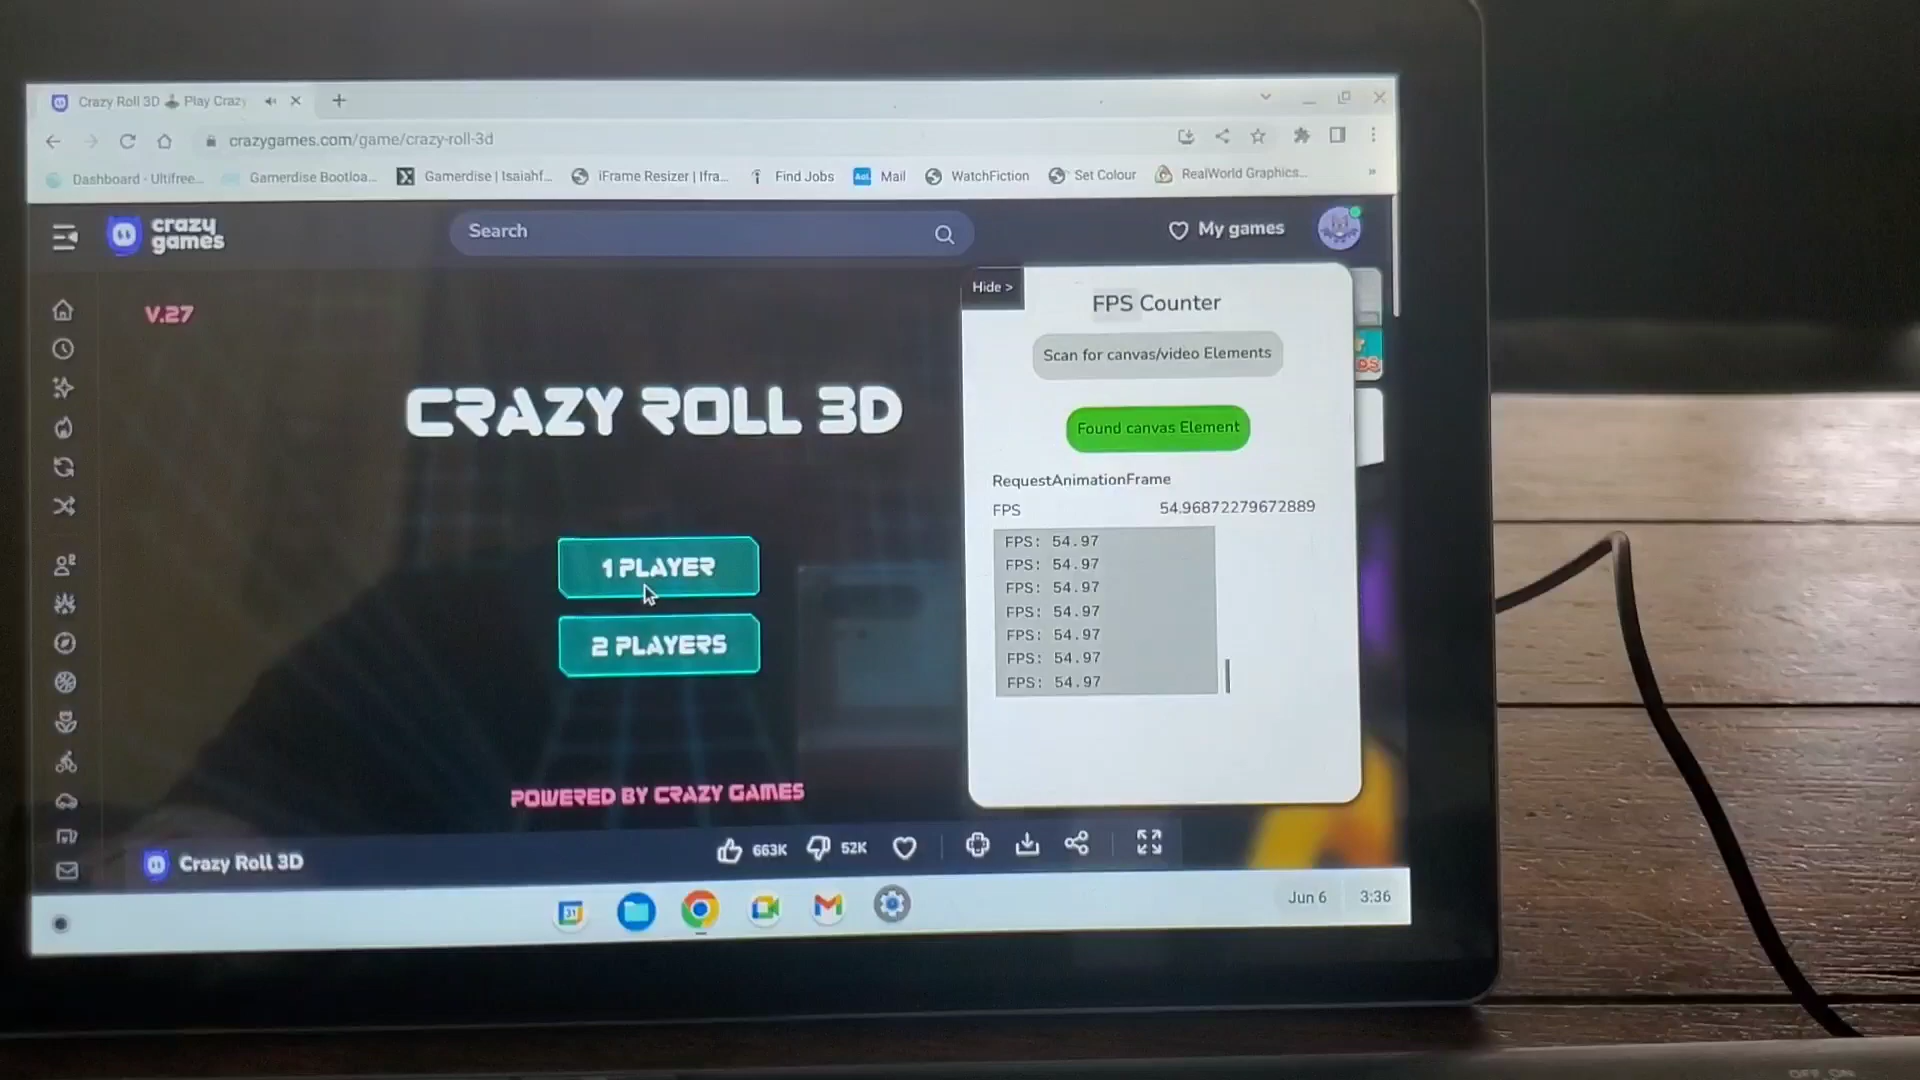 Crazy Roll 3D 🕹 Play Crazy
crazygames.com/game/crazy-roll-3d
Dashboard - Ultifree...
Gamerdise Bootloa...
Gamerdise | Isaiahf...
iFrame Resizer | Ifra...
Find Jobs
Aol.
Mail
WatchFiction
Set Colour
RealWorld Graphics...
»
crazy
games
Search
My games
V.27
CRAZY ROLL 3D
1 PLAYER
2 PLAYERS
POWERED BY CRAZY GAMES
Hide >
FPS Counter
Scan for canvas/video Elements
Found canvas Element
RequestAnimationFrame
FPS 54.96872279672889
FPS: 54.97
FPS: 54.97
FPS: 54.97
FPS: 54.97
FPS: 54.97
FPS: 54.97
FPS: 54.97
Crazy Roll 3D
663K
52K
31
Jun 6
3:36
OFF ON